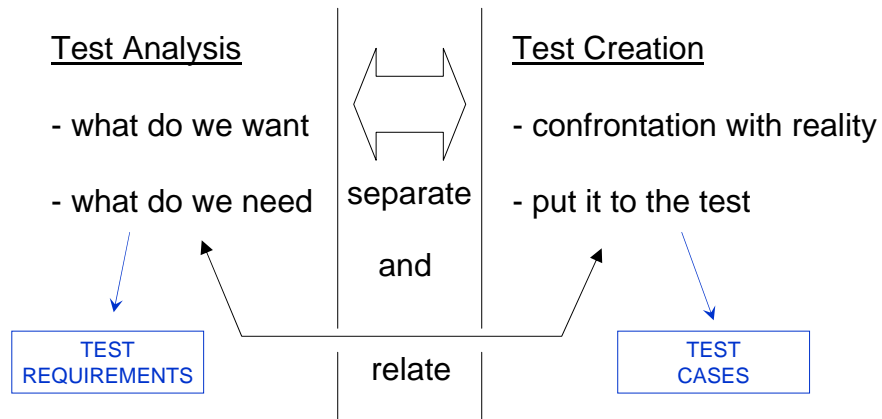 Test Analysis
- what do we want
- what do we need
TEST
REQUIREMENTS
separate
and
relate
Test Creation
- confrontation with reality
- put it to the test
TEST
CASES